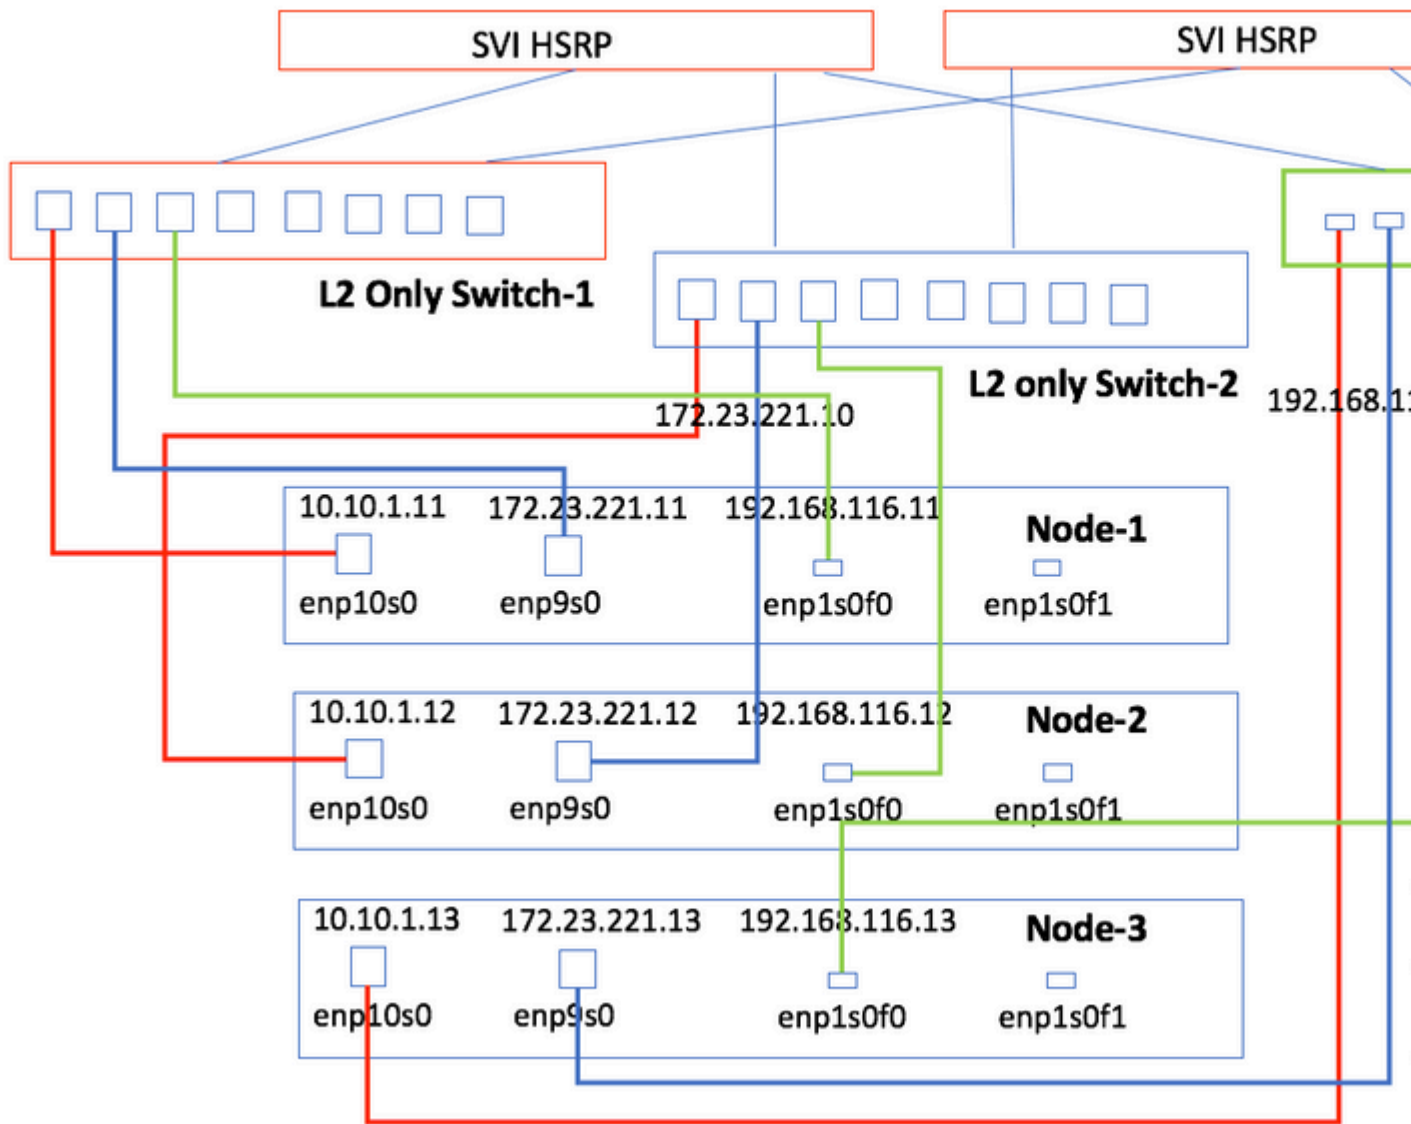 SVI HSRP
SVI HSRP
L2 Only Switch-1
L2 only Switch-2
172.23.221.10
192.168.11
10.10.1.11
172.23.221.11
192.168.116.11
Node-1
enp10s0
enp9s0
enp1s0f0
enp1s0f1
10.10.1.12
172.23.221.12
192.168.116.12
Node-2
enp10s0
enp9s0
enp1s0f0
enp1s0f1
10.10.1.13
172.23.221.13
192.168.116.13
Node-3
enp10s0
enp9s0
enp1s0f0
enp1s0f1